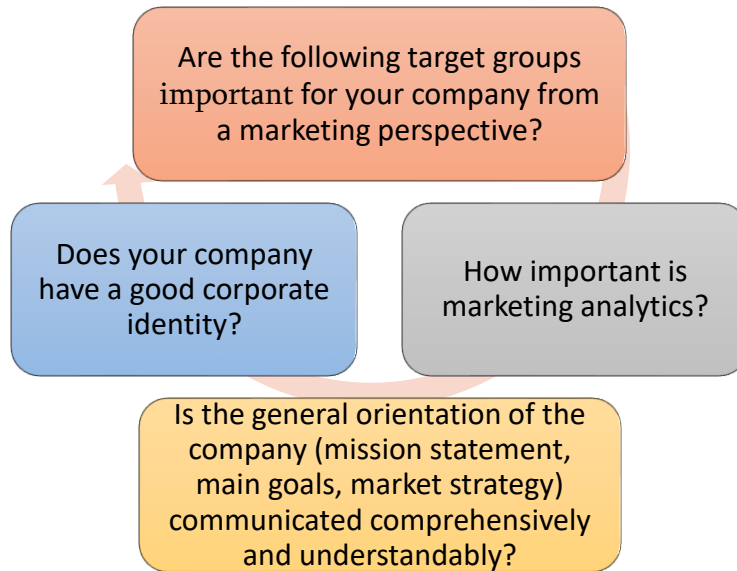 Are the following target groups
important for your company from
a marketing perspective?
Does your company
have a good corporate
identity?
How important is
marketing analytics?
Is the general orientation of the
company (mission statement,
main goals, market strategy)
communicated comprehensively
and understandably?